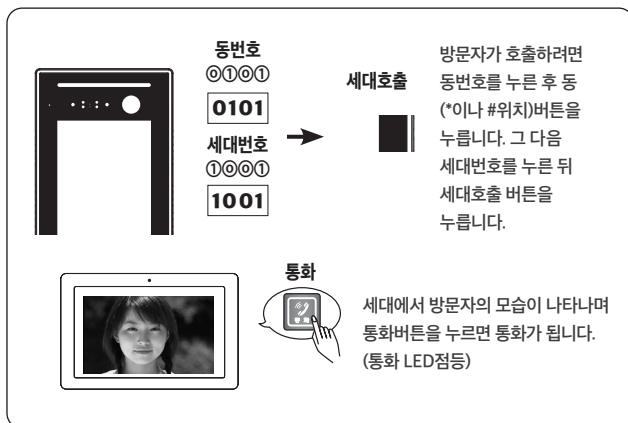 동번호
⓪①⓪①
0101
세대번호
①⓪⓪①
1001
세대호출
방문자가 호출하려면
동번호를 누른 후 동
(*이나 #위치)버튼을
누릅니다. 그 다음
세대번호를 누른 뒤
세대호출 버튼을
누릅니다.
통화
통화
세대에서 방문자의 모습이 나타나며
통화버튼을 누르면 통화가 됩니다.
(통화 LED점등)